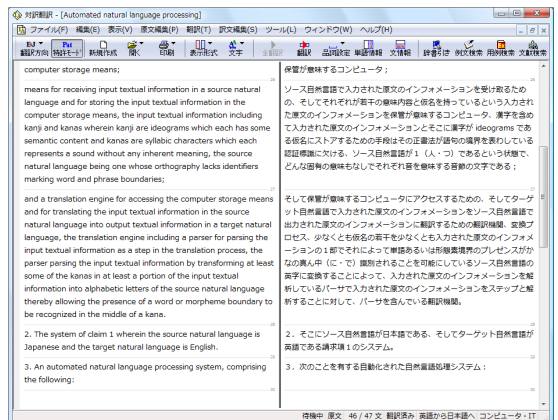 対訳翻訳 - [Automated natural language processing]
ファイル(F) 編集(E) 表示(V) 原文編集(P) 翻訳(T) 訳文編集(S) ツール(L) ウィンドウ(W) ヘルプ(H)
EtoJ Pat
翻訳方向 特許モード 新規作成 開く 印刷 表示形式 文字 全翻訳 翻訳 品詞設定 単語情報 文情報 辞書引き 例文検索 用例検索 文献検索
computer storage means;
means for receiving input textual information in a source natural
language and for storing the input textual information in the
computer storage means, the input textual information including
kanji and kanas wherein kanji are ideograms which each has some
semantic content and kanas are syllabic characters which each
represents a sound without any inherent meaning, the source
natural language being one whose orthography lacks identifiers
marking word and phrase boundaries;
and a translation engine for accessing the computer storage means
and for translating the input textual information in the source
natural language into output textual information in a target natural
language, the translation engine including a parser for parsing the
input textual information as a step in the translation process, the
parser parsing the input textual information by transforming at least
some of the kanas in at least a portion of the input textual
information into alphabetic letters of the source natural language
thereby allowing the presence of a word or morpheme boundary to
be recognized in the middle of a kana.
2. The system of claim 1 wherein the source natural language is
Japanese and the target natural language is English.
3. An automated natural language processing system, comprising
the following:
保管が意味するコンピュータ；
ソース自然言語で入力された原文のインフォメーションを受け取るため
の、そしてそれぞれが若干の意味内容と仮名を持っているという入力され
た原文のインフォメーションを保管が意味するコンピュータ、漢字を含め
て入力された原文のインフォメーションとそこに漢字が ideograms であ
る仮名にストアするための手段はその正書法が語句の境界を表わしている
認証標識に欠ける、ソース自然言語が１（人・つ）であるという状態で、
どんな固有の意味もなしでそれぞれ音を意味する音節の文字である；
そして保管が意味するコンピュータにアクセスするための、そしてターゲ
ット自然言語で入力された原文のインフォメーションをソース自然言語で
出力された原文のインフォメーションに翻訳するための翻訳機関、変換プ
ロセス、少なくとも仮名の若干を少なくとも入力された原文のインフォメ
ーションの１部でそれによって単語あるいは形態素境界のプレゼンスがか
なの真ん中（に・で）識別されることを可能にしているソース自然言語の
英字に変換することによって、入力された原文のインフォメーションを解
析しているパーサで入力された原文のインフォメーションをステップと解
析することに対して、パーサを含んでいる翻訳機関。
２．そこにソース自然言語が日本語である、そしてターゲット自然言語が
英語である請求項１のシステム。
３．次のことを有する自動化された自然言語処理システム：
待機中 原文 46 / 47 文 翻訳済み 英語から日本語へ コンピュータ・IT